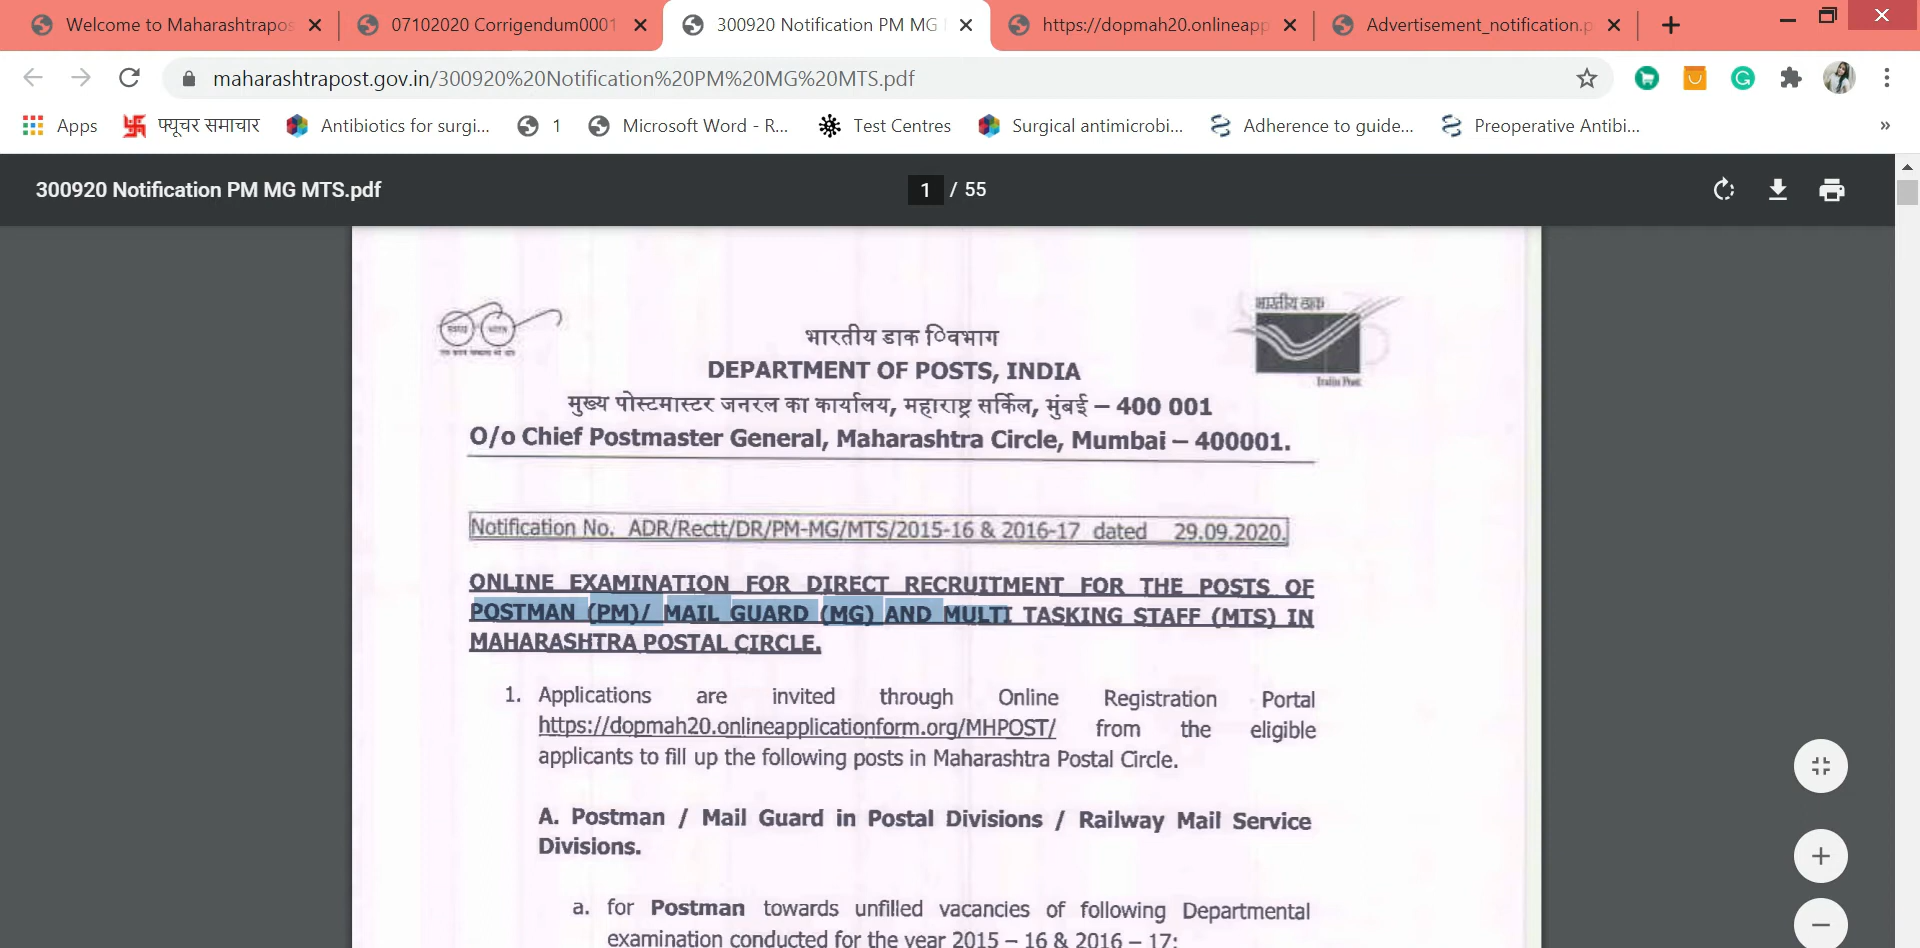 Welcome to Maharashtrapos
07102020 Corrigendum0001
300920 Notification PM MG
https://dopmah20.onlineapp
Advertisement_notification.p
maharashtrapost.gov.in/300920%20Notification%20PM%20MG%20MTS.pdf
Apps
फ्यूचर समाचार
Antibiotics for surgi...
1
Microsoft Word - R...
Test Centres
Surgical antimicrobi...
Adherence to guide...
Preoperative Antibi...
»
300920 Notification PM MG MTS.pdf
1 / 55
भारतीय डाक
India Post
भारतीय डाक विभाग
DEPARTMENT OF POSTS, INDIA
मुख्य पोस्टमास्टर जनरल का कार्यालय, महाराष्ट्र सर्किल, मुंबई – 400 001
O/o Chief Postmaster General, Maharashtra Circle, Mumbai – 400001.
Notification No. ADR/Rectt/DR/PM-MG/MTS/2015-16 & 2016-17 dated 29.09.2020.
ONLINE EXAMINATION FOR DIRECT RECRUITMENT FOR THE POSTS OF
POSTMAN (PM)/ MAIL GUARD (MG) AND MULTI TASKING STAFF (MTS) IN
MAHARASHTRA POSTAL CIRCLE.
1. Applications are invited through Online Registration Portal
https://dopmah20.onlineapplicationform.org/MHPOST/ from the eligible
applicants to fill up the following posts in Maharashtra Postal Circle.
A. Postman / Mail Guard in Postal Divisions / Railway Mail Service
Divisions.
a. for Postman towards unfilled vacancies of following Departmental
examination conducted for the year 2015 – 16 & 2016 – 17: